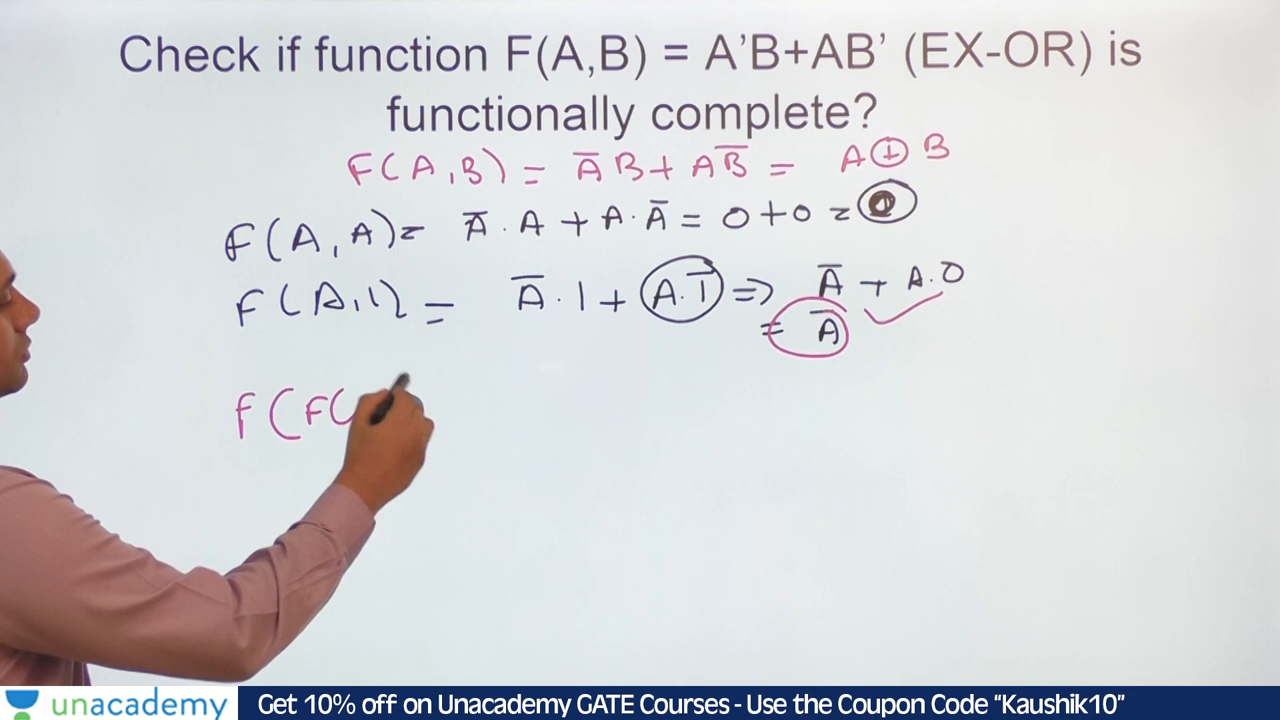 Check if function F(A,B) = A’B+AB’ (EX-OR) is
functionally complete?
F(A,B) = A̅B + AB̅ = A⊕B
F(A,A) = A̅.A + A.A̅ = 0+0 = 0
F(A,1) = A̅.1 + A.1̅ ⇒ A̅ + A.0
= A̅
F(F(
unacademy
Get 10% off on Unacademy GATE Courses - Use the Coupon Code “Kaushik10”